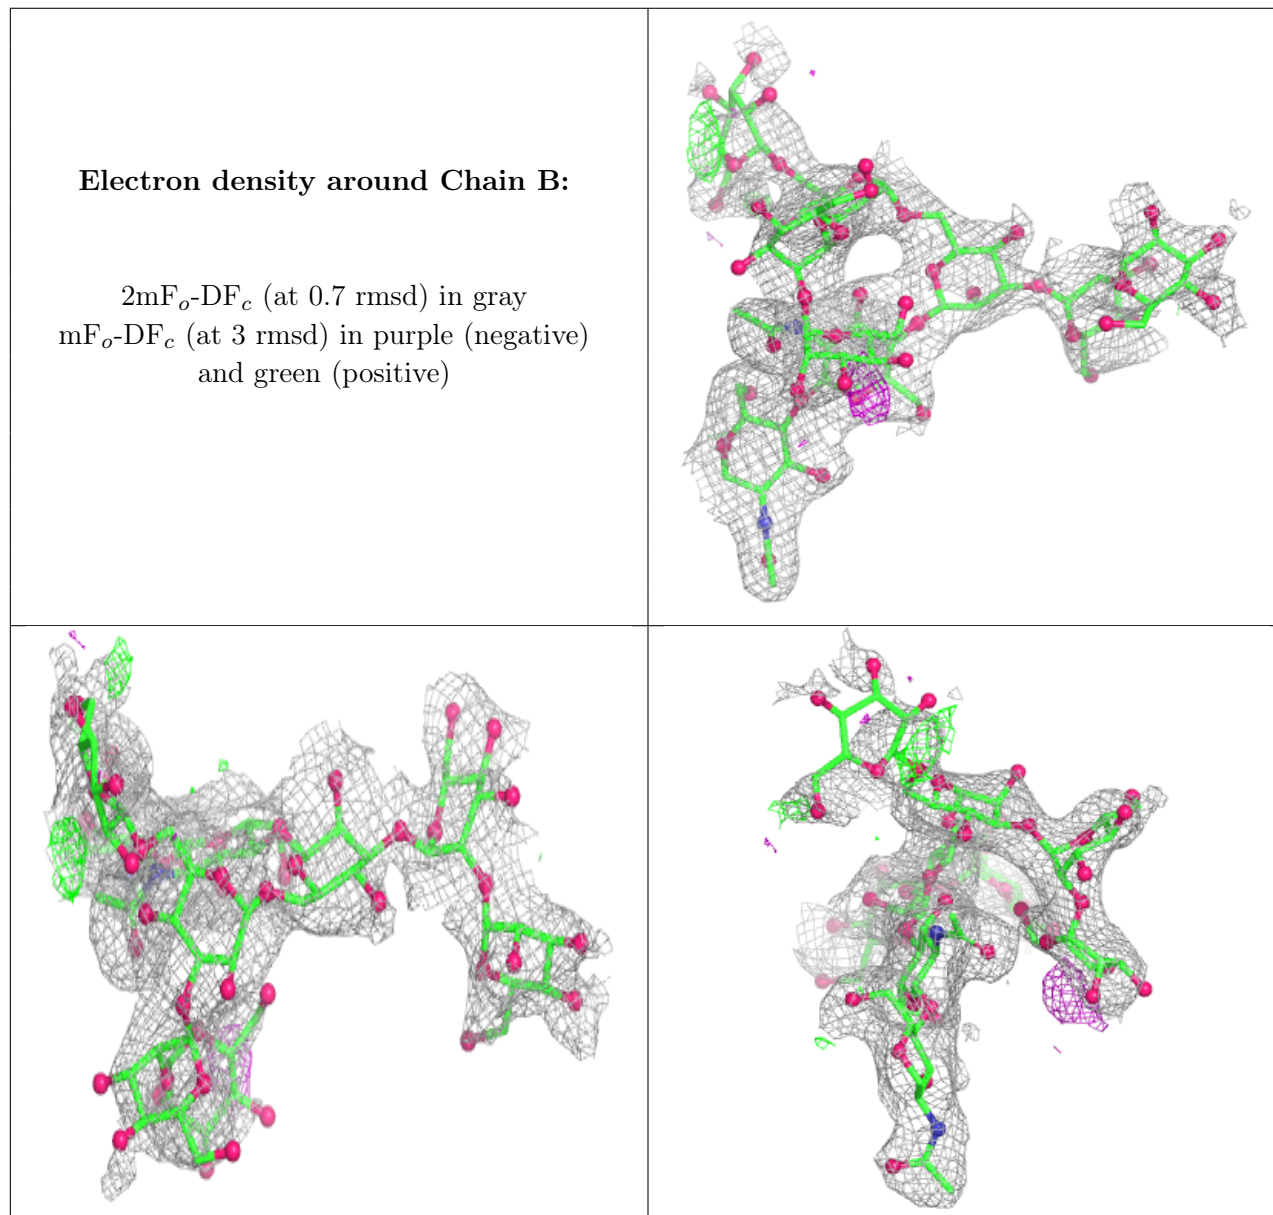 Electron density around Chain B:
2mFₒ-DF𝒸 (at 0.7 rmsd) in gray
mFₒ-DF𝒸 (at 3 rmsd) in purple (negative)
and green (positive)